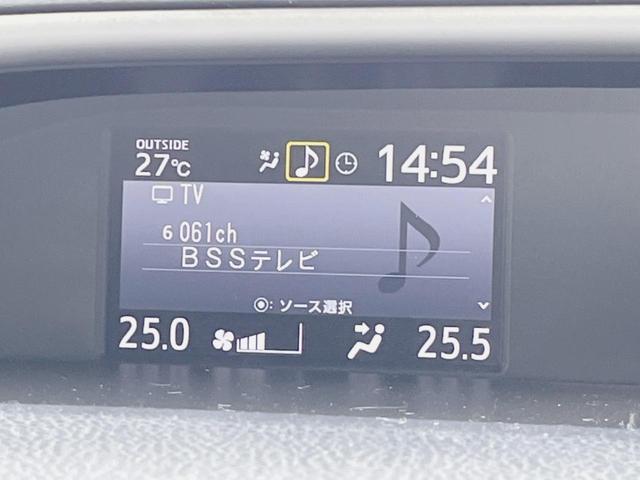 OUTSIDE
27℃ 14:54
TV
6 061ch
BSSテレビ
◉: ソース選択
25.0 25.5